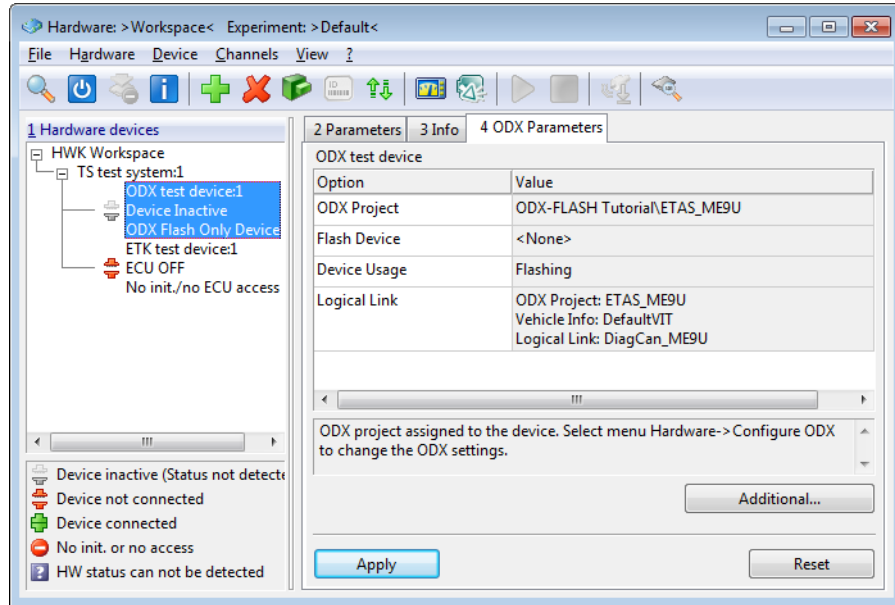 Hardware: >Workspace<   Experiment: >Default<
File Hardware Device Channels View ?
1 Hardware devices
HWK Workspace
TS test system:1
ODX test device:1
Device Inactive
ODX Flash Only Device
ETK test device:1
ECU OFF
No init./no ECU access
Device inactive (Status not detecte
Device not connected
Device connected
No init. or no access
HW status can not be detected
2 Parameters 3 Info 4 ODX Parameters
ODX test device
Option Value
ODX Project ODX-FLASH Tutorial\ETAS_ME9U
Flash Device <None>
Device Usage Flashing
Logical Link ODX Project: ETAS_ME9U
Vehicle Info: DefaultVIT
Logical Link: DiagCan_ME9U
ODX project assigned to the device. Select menu Hardware->Configure ODX
to change the ODX settings.
Additional...
Apply Reset